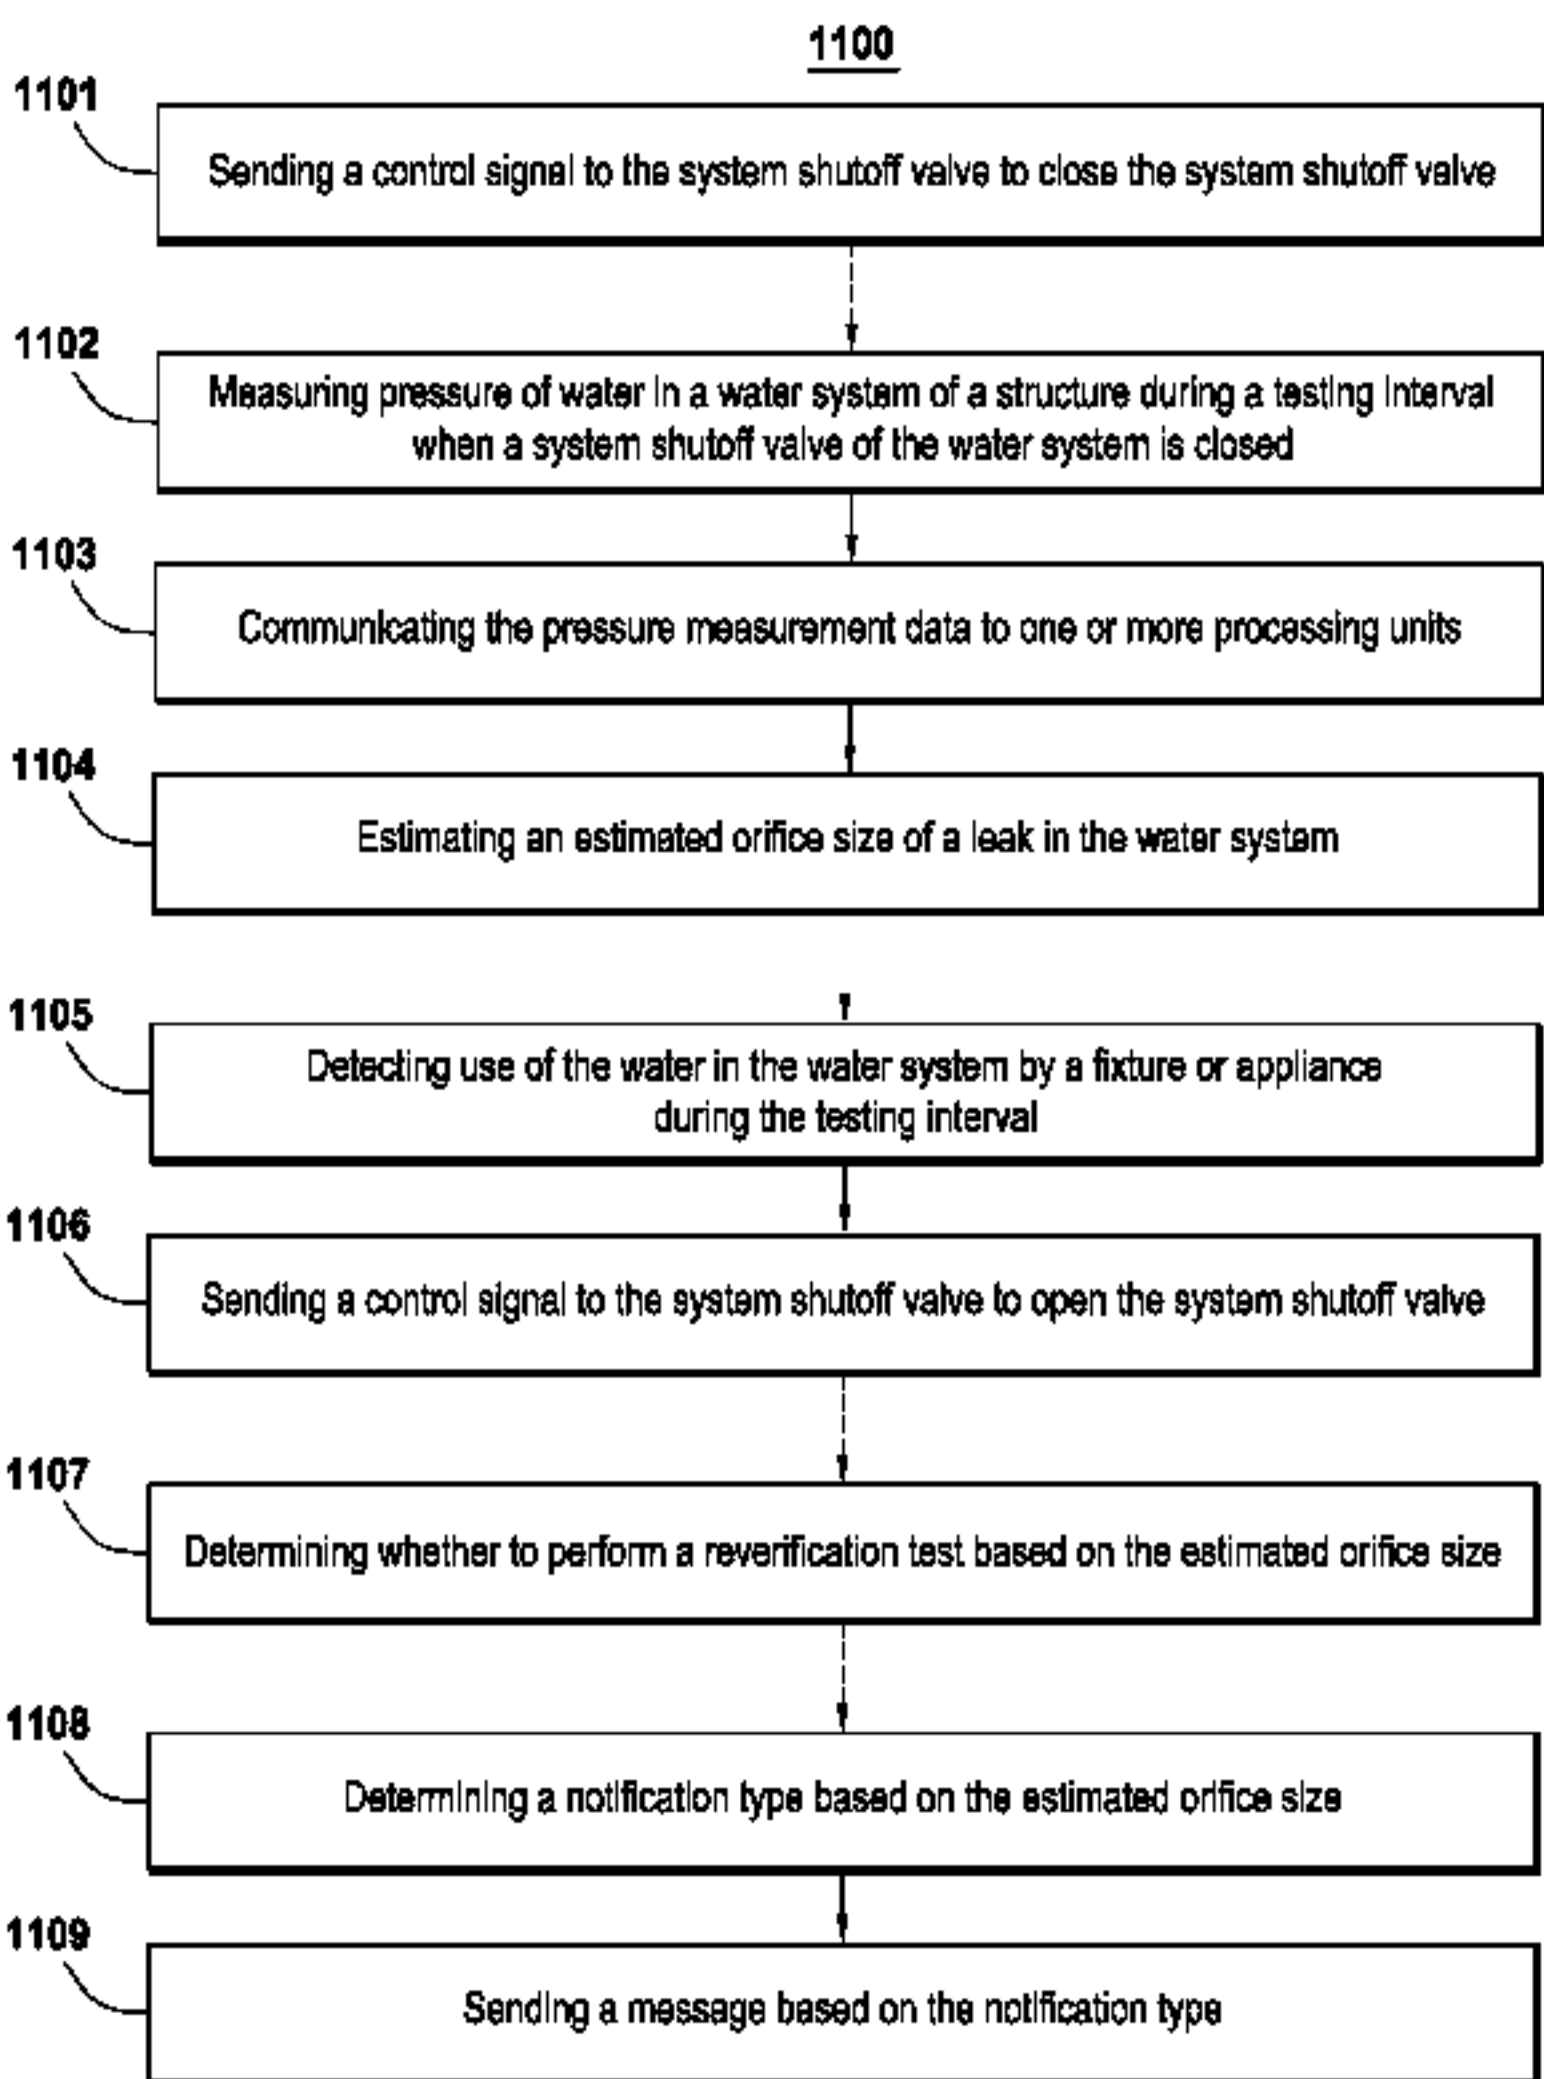 1100
1101
Sending a control signal to the system shutoff valve to close the system shutoff valve
1102
Measuring pressure of water in a water system of a structure during a testing interval
when a system shutoff valve of the water system is closed
1103
Communicating the pressure measurement data to one or more processing units
1104
Estimating an estimated orifice size of a leak in the water system
1105
Detecting use of the water in the water system by a fixture or appliance
during the testing interval
1106
Sending a control signal to the system shutoff valve to open the system shutoff valve
1107
Determining whether to perform a reverification test based on the estimated orifice size
1108
Determining a notification type based on the estimated orifice size
1109
Sending a message based on the notification type